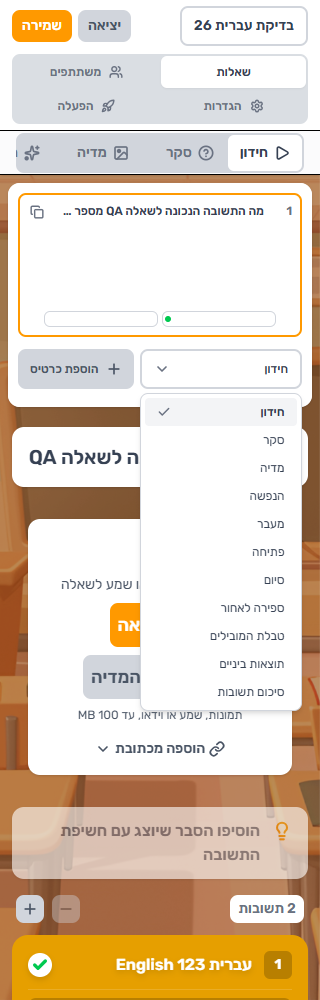 בדיקת עברית 26
יציאה
שמירה
שאלות
משתתפים
הגדרות
הפעלה
חידון
סקר
מדיה
1
מה התשובה הנכונה לשאלה QA מספר ...
חידון
הוספת כרטיס
חידון
סקר
מדיה
הנפשה
מעבר
פתיחה
סיום
ספירה לאחור
טבלת המובילים
תוצאות ביניים
סיכום תשובות
ה לשאלה QA
ו שמע לשאלה
המדיה
תמונות, שמע או וידאו, עד 100 MB
הוספה מכתובת
הוסיפו הסבר שיוצג עם חשיפת
התשובה
2 תשובות
1
עברית English 123